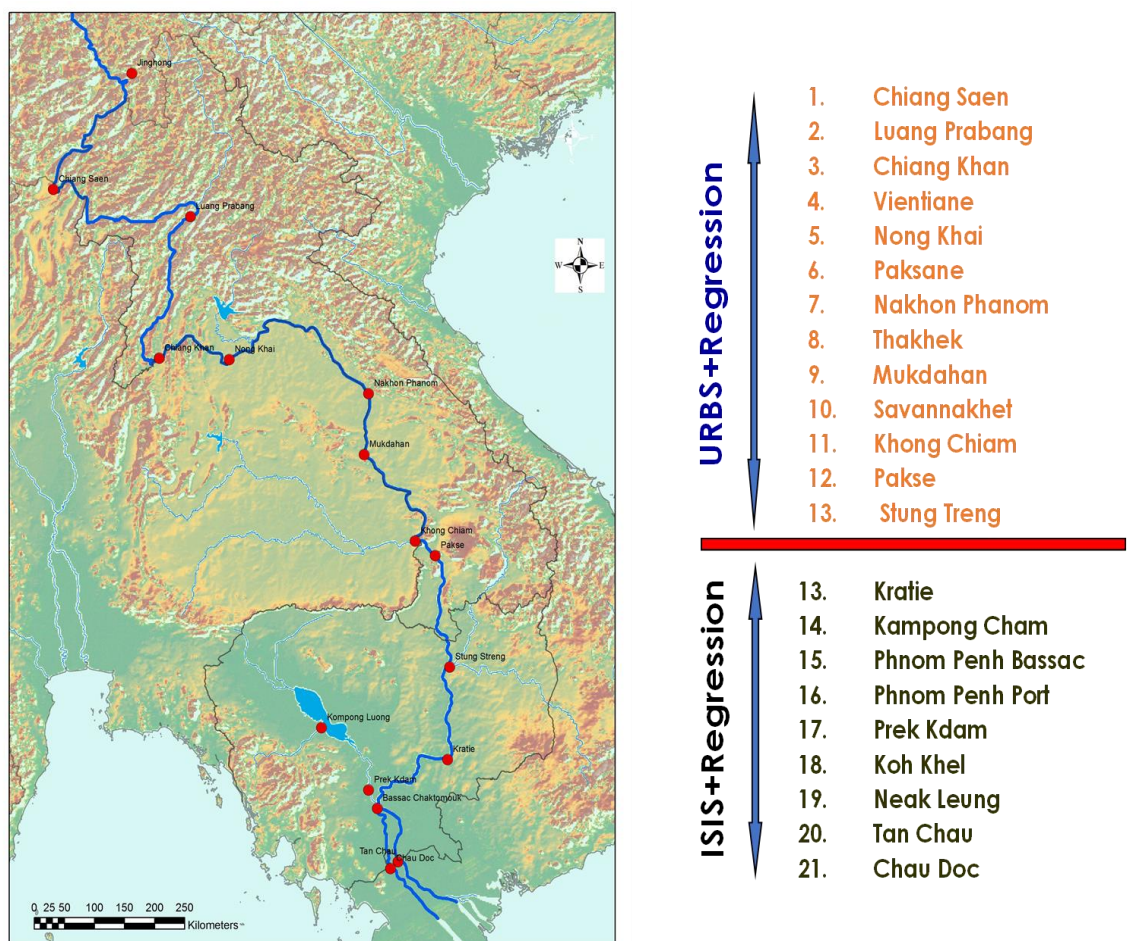 Jinghong
Chiang Saen
Luang Prabang
N
W E
S
Chiang Khan
Nong Khai
Nakhon Phanom
Mukdahan
Khong Chiam
Pakse
Stung Streng
Kompong Luong
Kratie
Prek Kdam
Bassac Chaktomouk
Tan Chau
Chau Doc
0 25 50 100 150 200 250
Kilometers
URBS+Regression
1. Chiang Saen
2. Luang Prabang
3. Chiang Khan
4. Vientiane
5. Nong Khai
6. Paksane
7. Nakhon Phanom
8. Thakhek
9. Mukdahan
10. Savannakhet
11. Khong Chiam
12. Pakse
13. Stung Treng
ISIS+Regression
13. Kratie
14. Kampong Cham
15. Phnom Penh Bassac
16. Phnom Penh Port
17. Prek Kdam
18. Koh Khel
19. Neak Leung
20. Tan Chau
21. Chau Doc